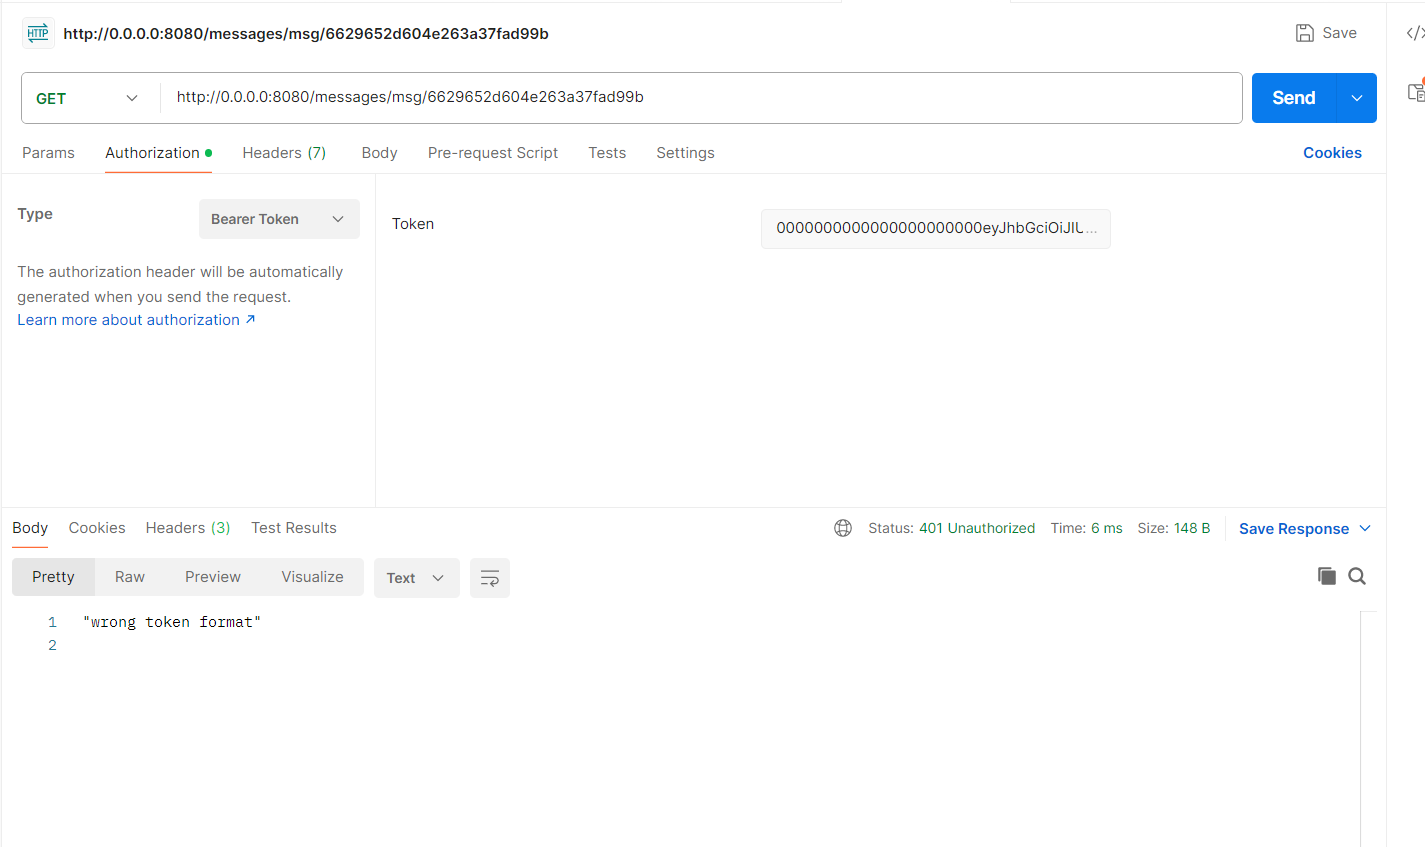 HTTP http://0.0.0.0:8080/messages/msg/6629652d604e263a37fad99b Save
GET http://0.0.0.0:8080/messages/msg/6629652d604e263a37fad99b Send
Params Authorization Headers (7) Body Pre-request Script Tests Settings Cookies
Type Bearer Token Token 0000000000000000000000eyJhbGciOiJIU...
The authorization header will be automatically
generated when you send the request.
Learn more about authorization ↗
Body Cookies Headers (3) Test Results Status: 401 Unauthorized Time: 6 ms Size: 148 B Save Response
Pretty Raw Preview Visualize Text
1 "wrong token format"
2